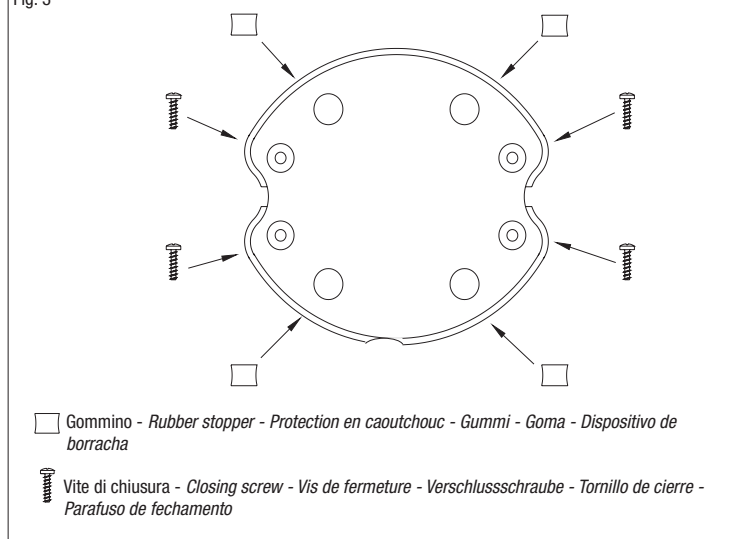 Fig. 3
Gommino - Rubber stopper - Protection en caoutchouc - Gummi - Goma - Dispositivo de
borracha
Vite di chiusura - Closing screw - Vis de fermeture - Verschlussschraube - Tornillo de cierre -
Parafuso de fechamento